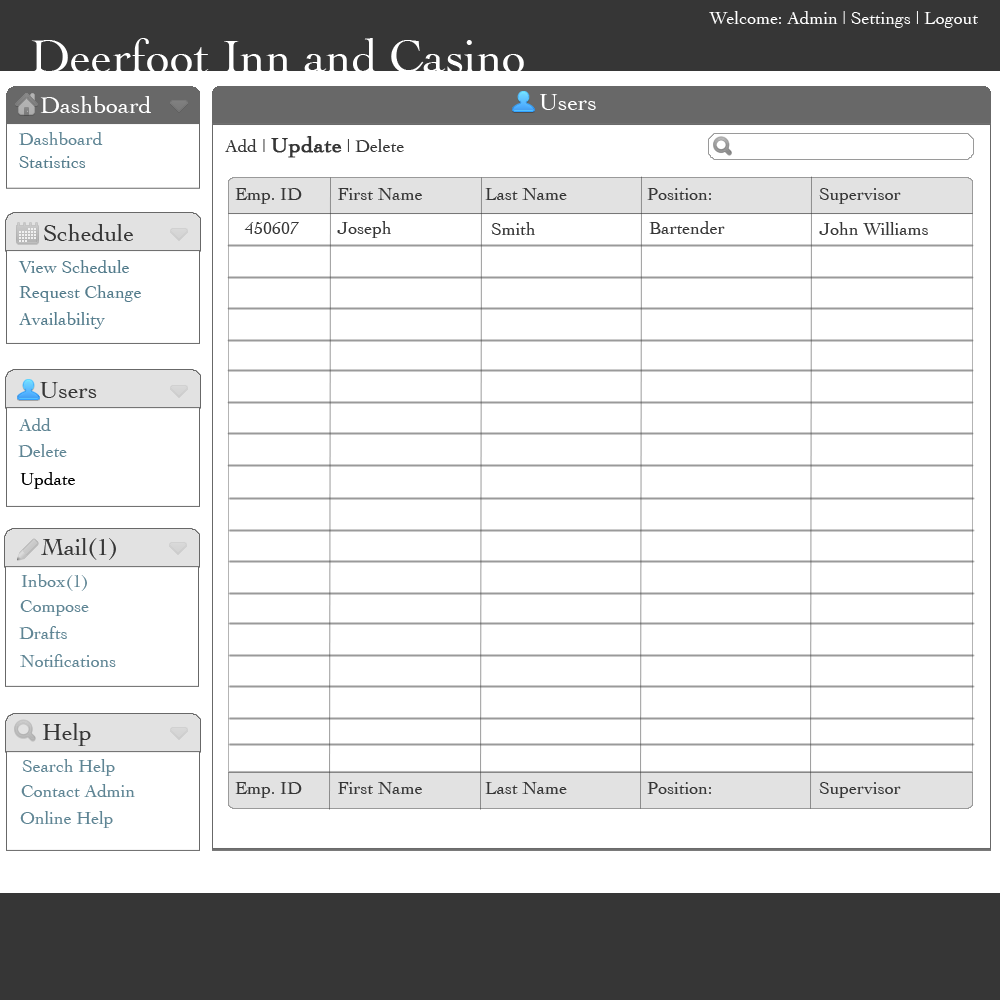 Welcome: Admin | Settings | Logout
Deerfoot Inn and Casino
Dashboard
Dashboard
Statistics
Schedule
View Schedule
Request Change
Availability
Users
Add
Delete
Update
Mail(1)
Inbox(1)
Compose
Drafts
Notifications
Help
Search Help
Contact Admin
Online Help
Users
Add | Update | Delete
Emp. ID First Name Last Name Position: Supervisor
450607 Joseph Smith Bartender John Williams
Emp. ID First Name Last Name Position: Supervisor